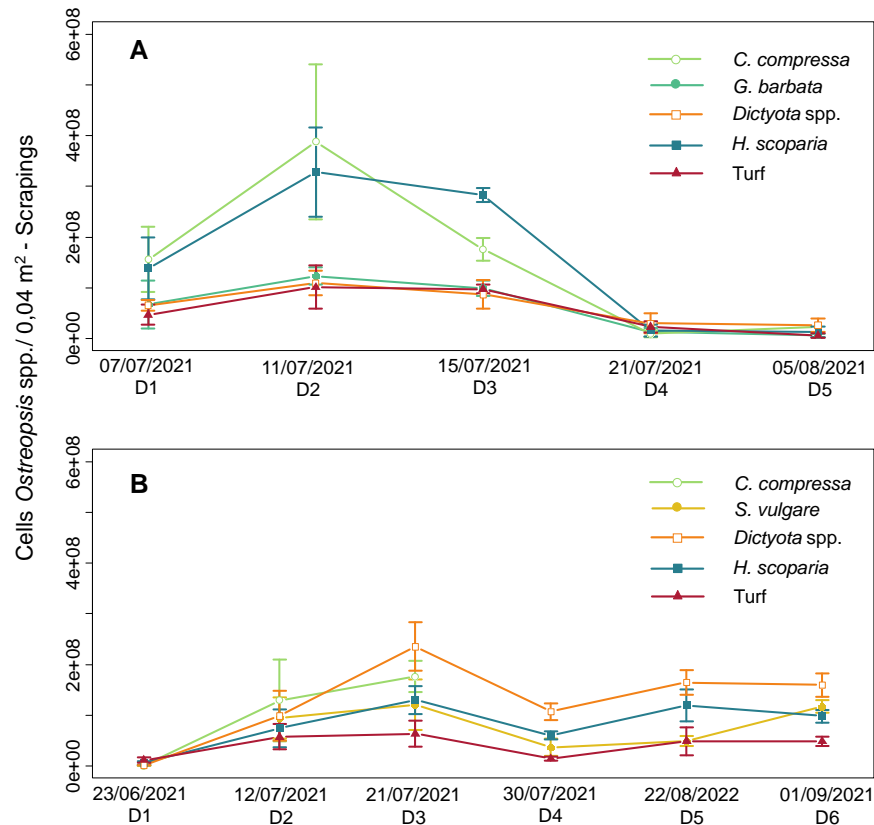 Cells Ostreopsis spp./ 0,04 m² - Scrapings
A
6e+08
4e+08
2e+08
0e+00
C. compressa
G. barbata
Dictyota spp.
H. scoparia
Turf
07/07/2021 11/07/2021 15/07/2021 21/07/2021 05/08/2021
D1 D2 D3 D4 D5
B
6e+08
4e+08
2e+08
0e+00
C. compressa
S. vulgare
Dictyota spp.
H. scoparia
Turf
23/06/2021 12/07/2021 21/07/2021 30/07/2021 22/08/2022 01/09/2021
D1 D2 D3 D4 D5 D6